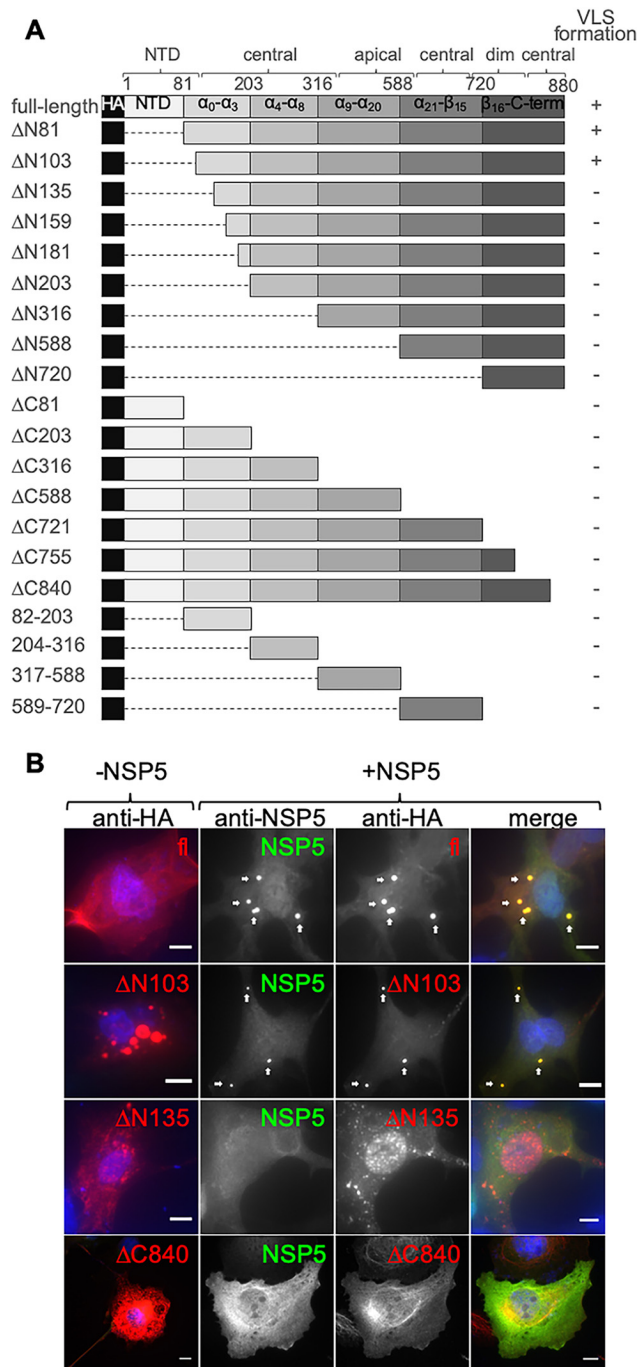 A
VLS
formation
NTD central apical central dim central
1 81 203 316 588 720 880
full-length HA NTD α0-α3 α4-α8 α9-α20 α21-β15 β16-C-term +
ΔN81 +
ΔN103 +
ΔN135 -
ΔN159 -
ΔN181 -
ΔN203 -
ΔN316 -
ΔN588 -
ΔN720 -
ΔC81 -
ΔC203 -
ΔC316 -
ΔC588 -
ΔC721 -
ΔC755 -
ΔC840 -
82-203 -
204-316 -
317-588 -
589-720 -
B
-NSP5 +NSP5
anti-HA anti-NSP5 anti-HA merge
fl NSP5 fl
ΔN103 NSP5 ΔN103
ΔN135 NSP5 ΔN135
ΔC840 NSP5 ΔC840